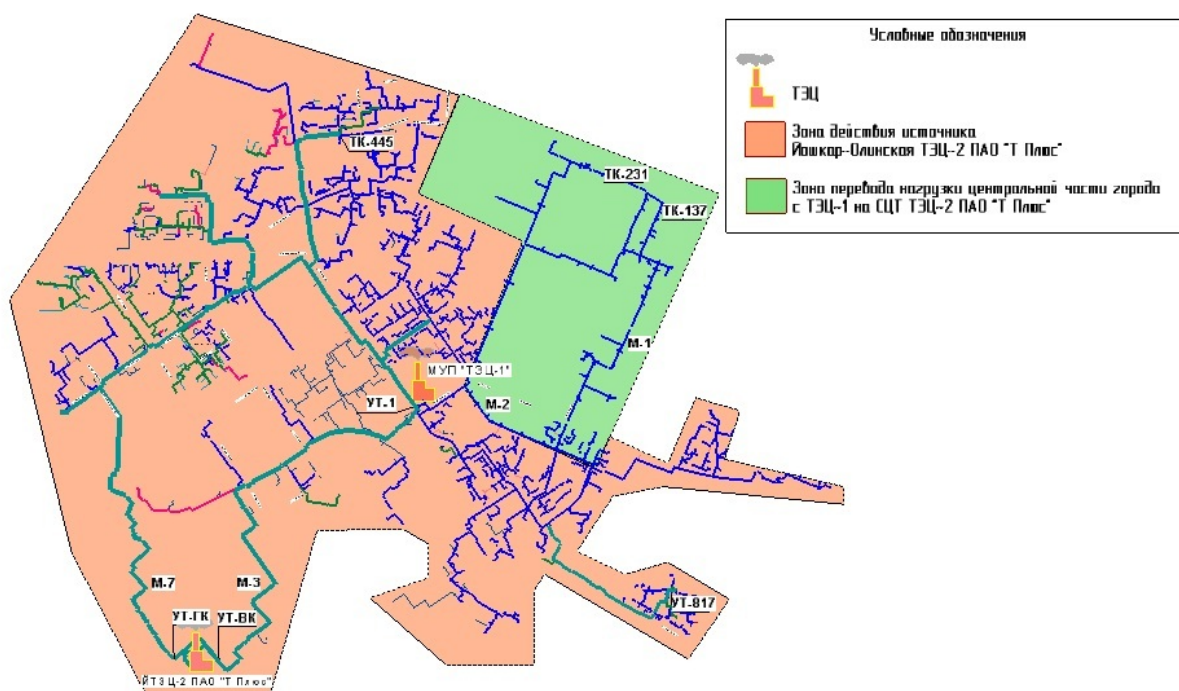 Условные обозначения
ТЭЦ
Зона действия источника
Йошкар-Олинская ТЭЦ-2 ПАО "Т Плюс"
Зона перевода нагрузки центральной части города
с ТЭЦ-1 на СЦТ ТЭЦ-2 ПАО "Т Плюс"
ТК-445
ТК-231
ТК-137
М-1
МУП "ТЭЦ-1"
УТ-1
М-2
М-7
М-3
УТ-817
УТ-ГК
УТ-ВК
ЙТЭЦ-2 ПАО "Т Плюс"